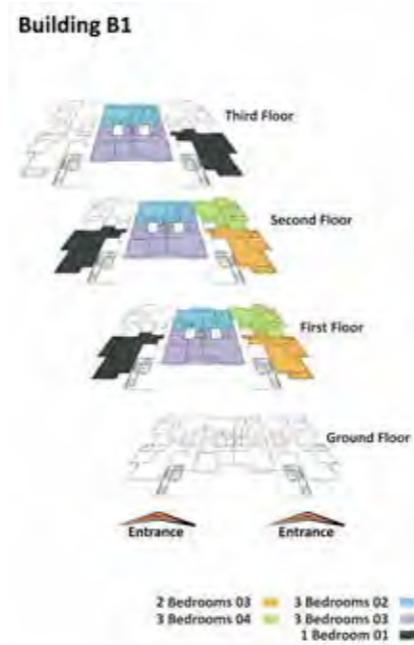 Building B1
Third Floor
Second Floor
First Floor
Ground Floor
Entrance Entrance
2 Bedrooms 03 3 Bedrooms 02
3 Bedrooms 04 3 Bedrooms 03
1 Bedroom 01